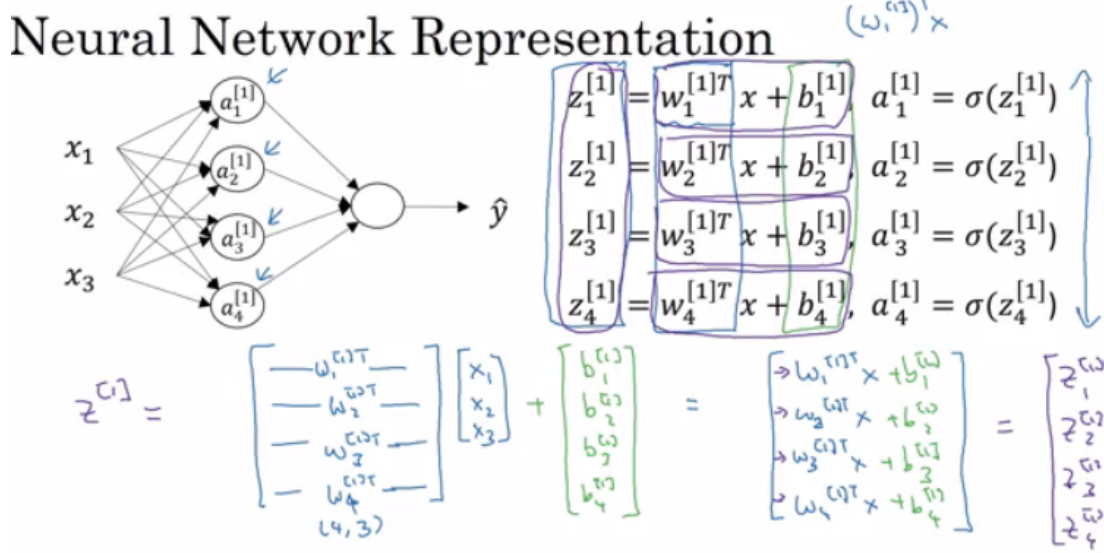 Neural Network Representation
(w₁^[1])ᵀx
x₁
x₂
x₃
a₁^[1]
a₂^[1]
a₃^[1]
a₄^[1]
ŷ
z₁^[1] = w₁^[1]T x + b₁^[1], a₁^[1] = σ(z₁^[1])
z₂^[1] = w₂^[1]T x + b₂^[1], a₂^[1] = σ(z₂^[1])
z₃^[1] = w₃^[1]T x + b₃^[1], a₃^[1] = σ(z₃^[1])
z₄^[1] = w₄^[1]T x + b₄^[1], a₄^[1] = σ(z₄^[1])
z^[1] = [ — w₁^[1]T — ] [ x₁ ] + [ b₁^[1] ] = [ → w₁^[1]T x + b₁^[1] ] = [ z₁^[1] ]
[ — w₂^[1]T — ] [ x₂ ] [ b₂^[1] ] [ → w₂^[1]T x + b₂^[1] ] [ z₂^[1] ]
[ — w₃^[1]T — ] [ x₃ ] [ b₃^[1] ] [ → w₃^[1]T x + b₃^[1] ] [ z₃^[1] ]
[ — w₄^[1]T — ] [ b₄^[1] ] [ → w₄^[1]T x + b₄^[1] ] [ z₄^[1] ]
(4,3)